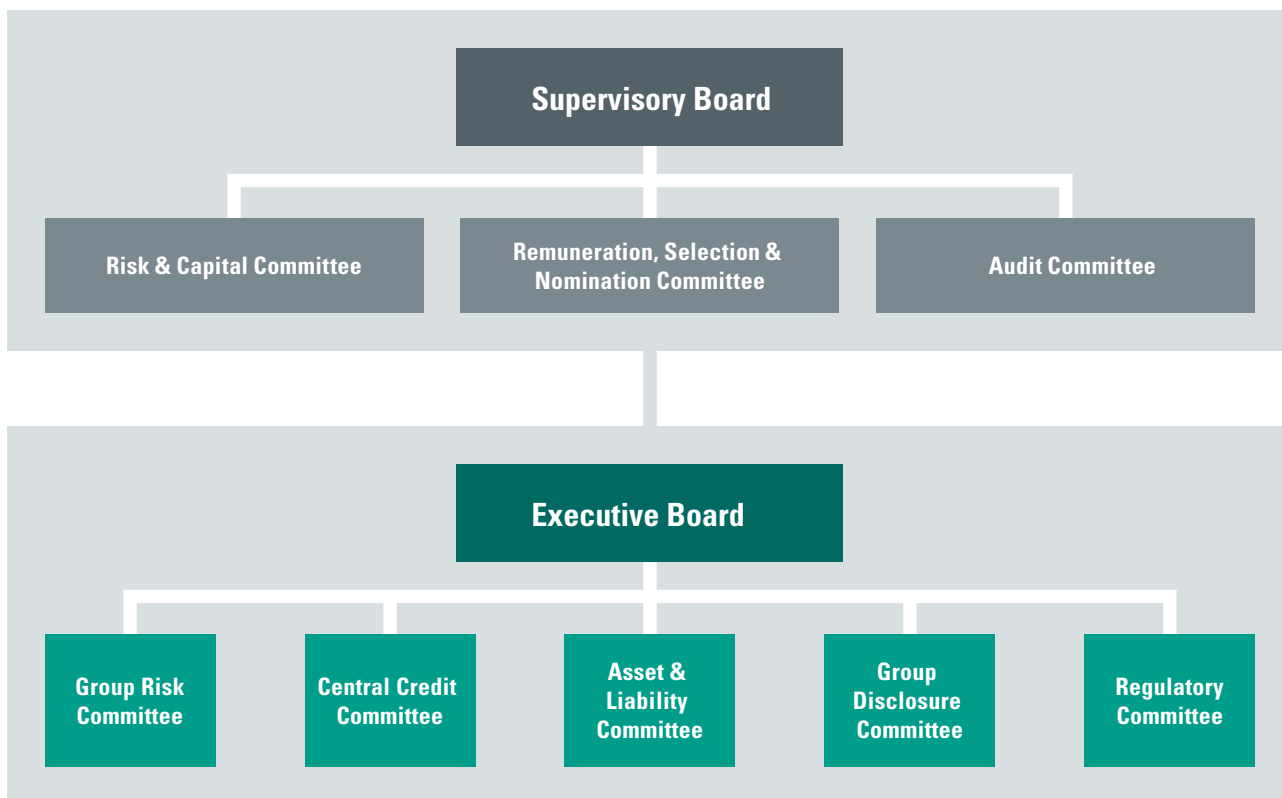 Supervisory Board
Risk & Capital Committee
Remuneration, Selection &
Nomination Committee
Audit Committee
Executive Board
Group Risk
Committee
Central Credit
Committee
Asset &
Liability
Committee
Group
Disclosure
Committee
Regulatory
Committee